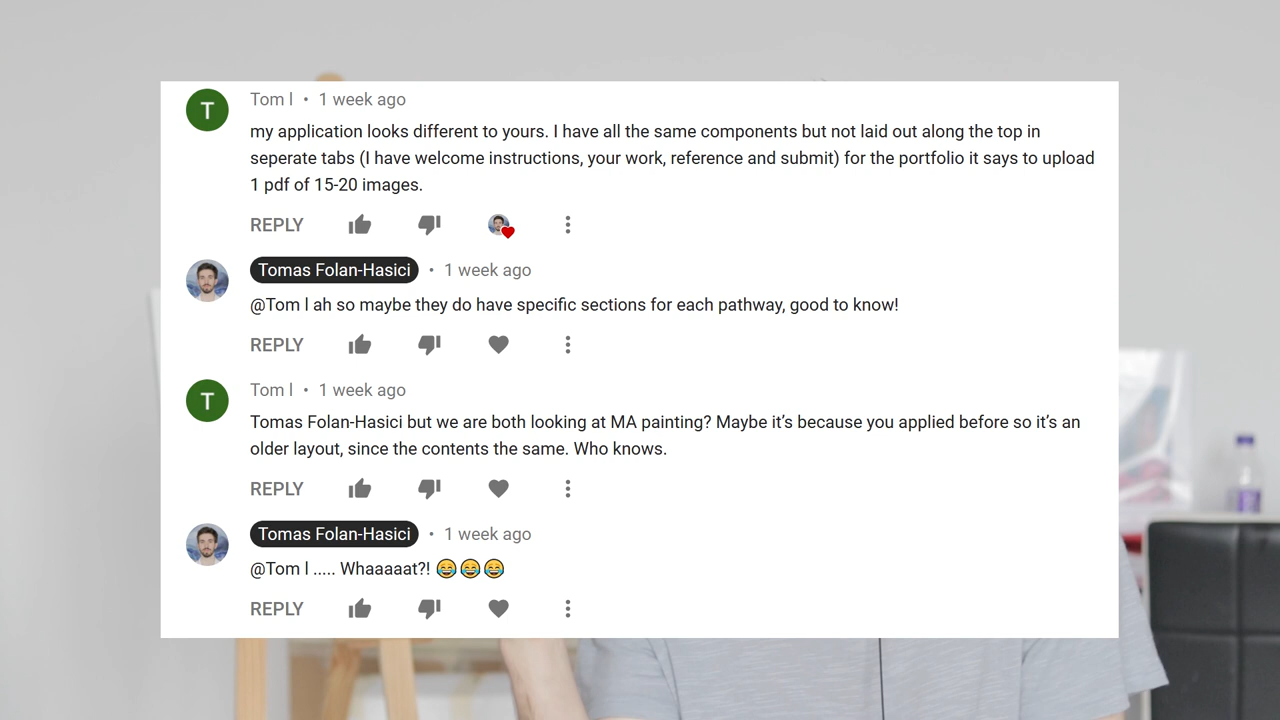 T
Tom l • 1 week ago
my application looks different to yours. I have all the same components but not laid out along the top in
seperate tabs (I have welcome instructions, your work, reference and submit) for the portfolio it says to upload
1 pdf of 15-20 images.
REPLY
Tomas Folan-Hasici • 1 week ago
@Tom l ah so maybe they do have specific sections for each pathway, good to know!
REPLY
T
Tom l • 1 week ago
Tomas Folan-Hasici but we are both looking at MA painting? Maybe it’s because you applied before so it’s an
older layout, since the contents the same. Who knows.
REPLY
Tomas Folan-Hasici • 1 week ago
@Tom l ..... Whaaaaat?! 😂😂😂
REPLY